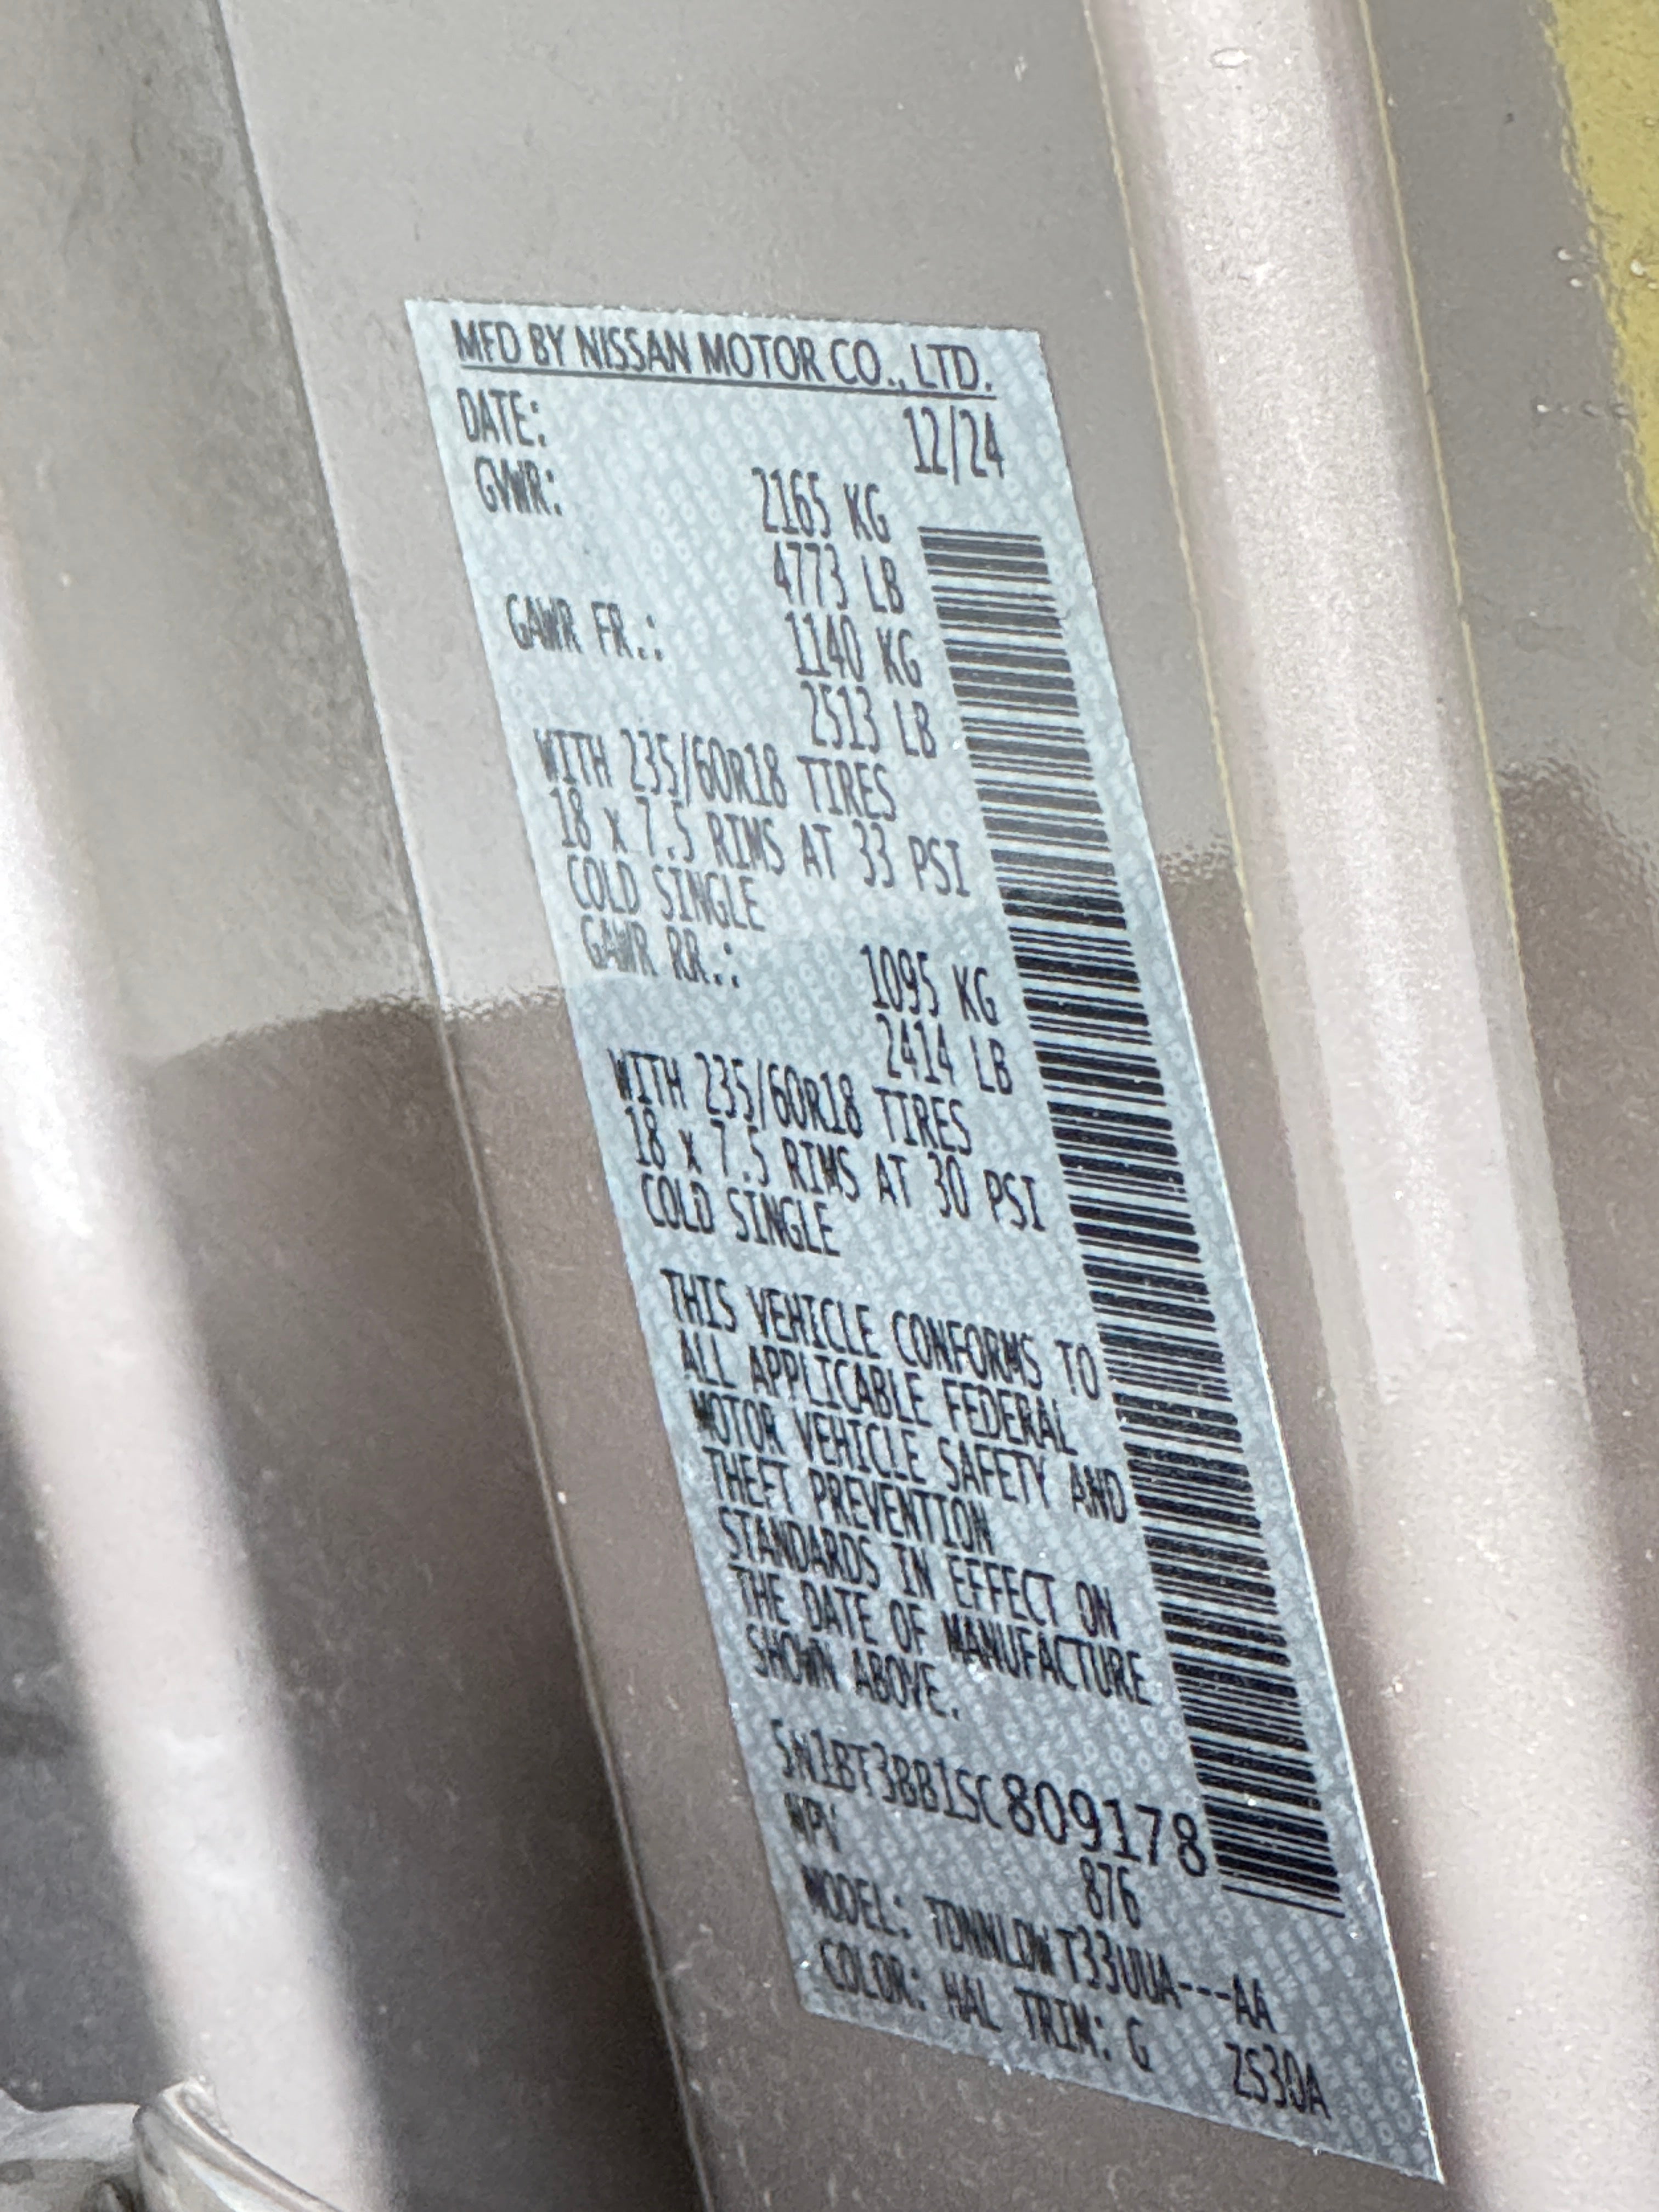 MFD BY NISSAN MOTOR CO., LTD.
DATE: 12/24
GVWR: 2165 KG
4773 LB
GAWR FR.: 1140 KG
2513 LB
WITH 235/60R18 TIRES
18 x 7.5 RIMS AT 33 PSI
COLD SINGLE
GAWR RR.: 1095 KG
2414 LB
WITH 235/60R18 TIRES
18 x 7.5 RIMS AT 30 PSI
COLD SINGLE
THIS VEHICLE CONFORMS TO
ALL APPLICABLE FEDERAL
MOTOR VEHICLE SAFETY AND
THEFT PREVENTION
STANDARDS IN EFFECT ON
THE DATE OF MANUFACTURE
SHOWN ABOVE.
5N1BT3BB1SC809178
MPV 876
MODEL: TDNNLDWT33UUA---AA
COLOR: HAL TRIM: G ZS30A